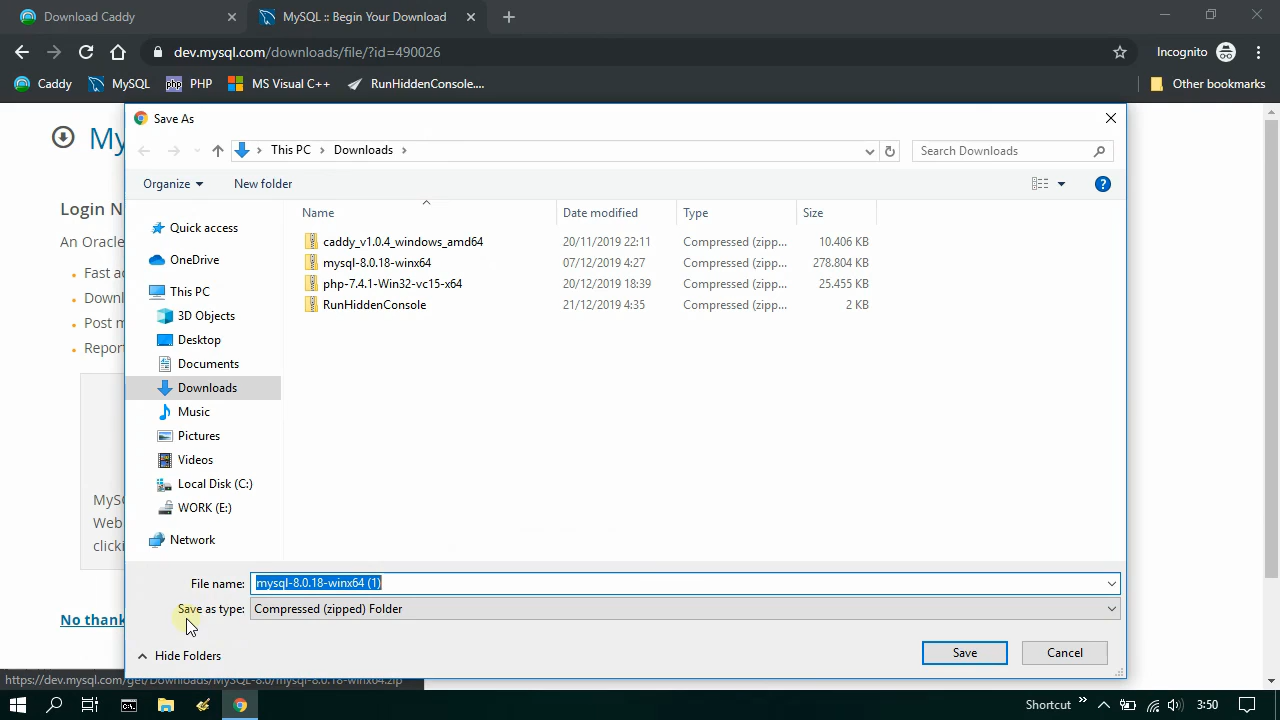 Download Caddy
MySQL :: Begin Your Download
dev.mysql.com/downloads/file/?id=490026
Incognito
Caddy
MySQL
php PHP
MS Visual C++
RunHiddenConsole....
Other bookmarks
My
Save As
This PC > Downloads >
Search Downloads
Organize
New folder
Name
Date modified
Type
Size
caddy_v1.0.4_windows_amd64 20/11/2019 22:11 Compressed (zipp... 10.406 KB
mysql-8.0.18-winx64 07/12/2019 4:27 Compressed (zipp... 278.804 KB
php-7.4.1-Win32-vc15-x64 20/12/2019 18:39 Compressed (zipp... 25.455 KB
RunHiddenConsole 21/12/2019 4:35 Compressed (zipp... 2 KB
Quick access
OneDrive
This PC
3D Objects
Desktop
Documents
Downloads
Music
Pictures
Videos
Local Disk (C:)
WORK (E:)
Network
Login N
An Oracle
Fast ac
Downl
Post m
Report
MyS
Web
clicki
No thank
File name: mysql-8.0.18-winx64 (1)
Save as type: Compressed (zipped) Folder
Hide Folders
Save
Cancel
https://dev.mysql.com/get/Downloads/MySQL-8.0/mysql-8.0.18-winx64.zip
Shortcut
3:50